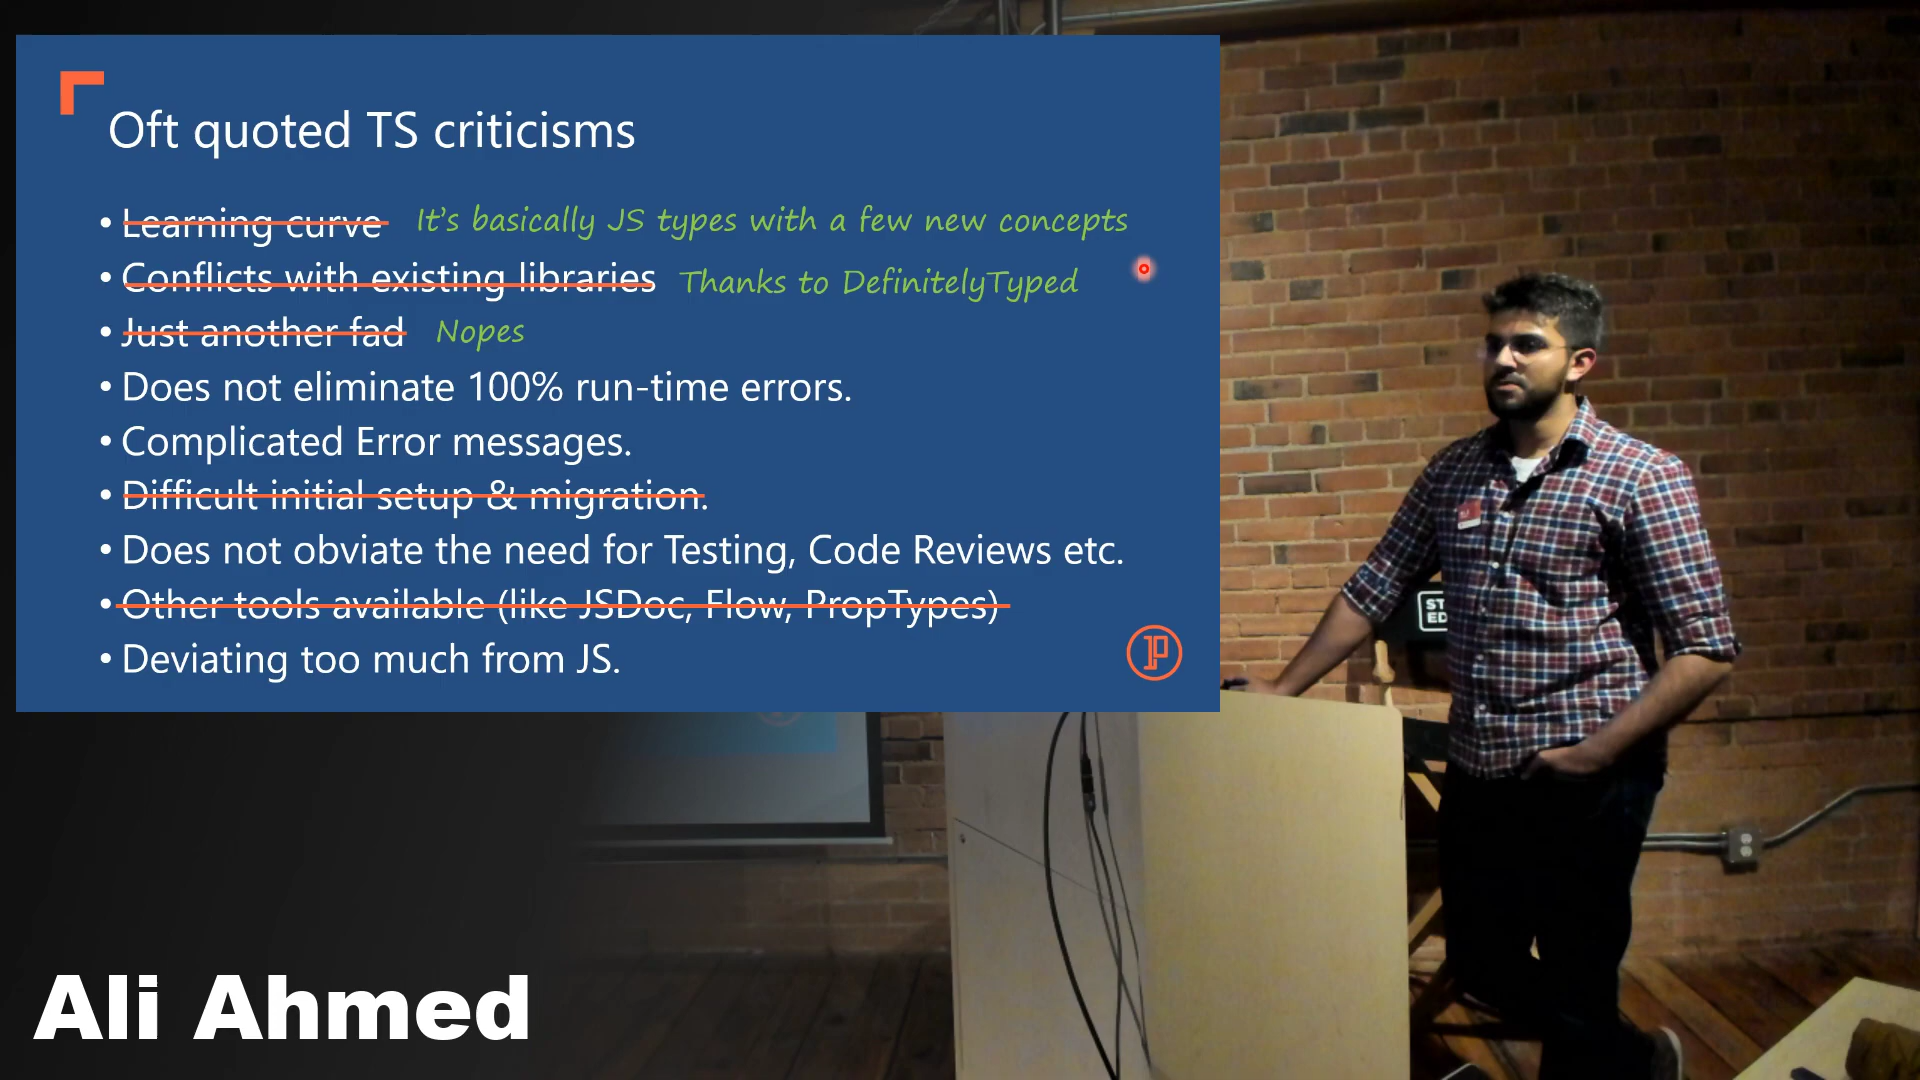 Oft quoted TS criticisms
• Learning curve It's basically JS types with a few new concepts
• Conflicts with existing libraries Thanks to DefinitelyTyped
• Just another fad Nopes
• Does not eliminate 100% run-time errors.
• Complicated Error messages.
• Difficult initial setup & migration.
• Does not obviate the need for Testing, Code Reviews etc.
• Other tools available (like JSDoc, Flow, PropTypes)
• Deviating too much from JS.
ST
ED
Ali Ahmed